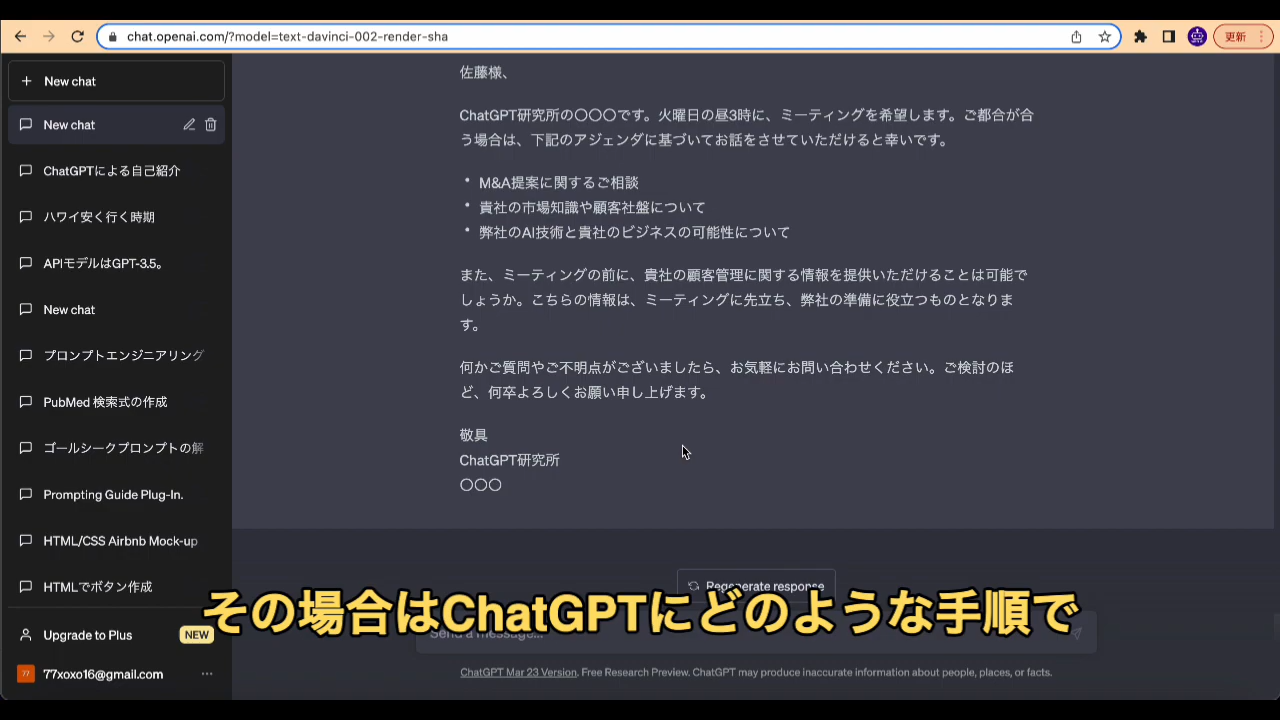 chat.openai.com/?model=text-davinci-002-render-sha
更新
New chat
New chat
ChatGPTによる自己紹介
ハワイ安く行く時期
APIモデルはGPT-3.5。
New chat
プロンプトエンジニアリング
PubMed 検索式の作成
ゴールシークプロンプトの解
Prompting Guide Plug-In.
HTML/CSS Airbnb Mock-up
HTMLでボタン作成
Upgrade to Plus
NEW
77
77xoxo16@gmail.com
佐藤様、
ChatGPT研究所の〇〇〇です。火曜日の昼3時に、ミーティングを希望します。ご都合が合
う場合は、下記のアジェンダに基づいてお話をさせていただけると幸いです。
• M&A提案に関するご相談
• 貴社の市場知識や顧客社盤について
• 弊社のAI技術と貴社のビジネスの可能性について
また、ミーティングの前に、貴社の顧客管理に関する情報を提供いただけることは可能で
しょうか。こちらの情報は、ミーティングに先立ち、弊社の準備に役立つものとなりま
す。
何かご質問やご不明点がございましたら、お気軽にお問い合わせください。ご検討のほ
ど、何卒よろしくお願い申し上げます。
敬具
ChatGPT研究所
〇〇〇
Regenerate response
その場合はChatGPTにどのような手順で
Send a message...
ChatGPT Mar 23 Version. Free Research Preview. ChatGPT may produce inaccurate information about people, places, or facts.